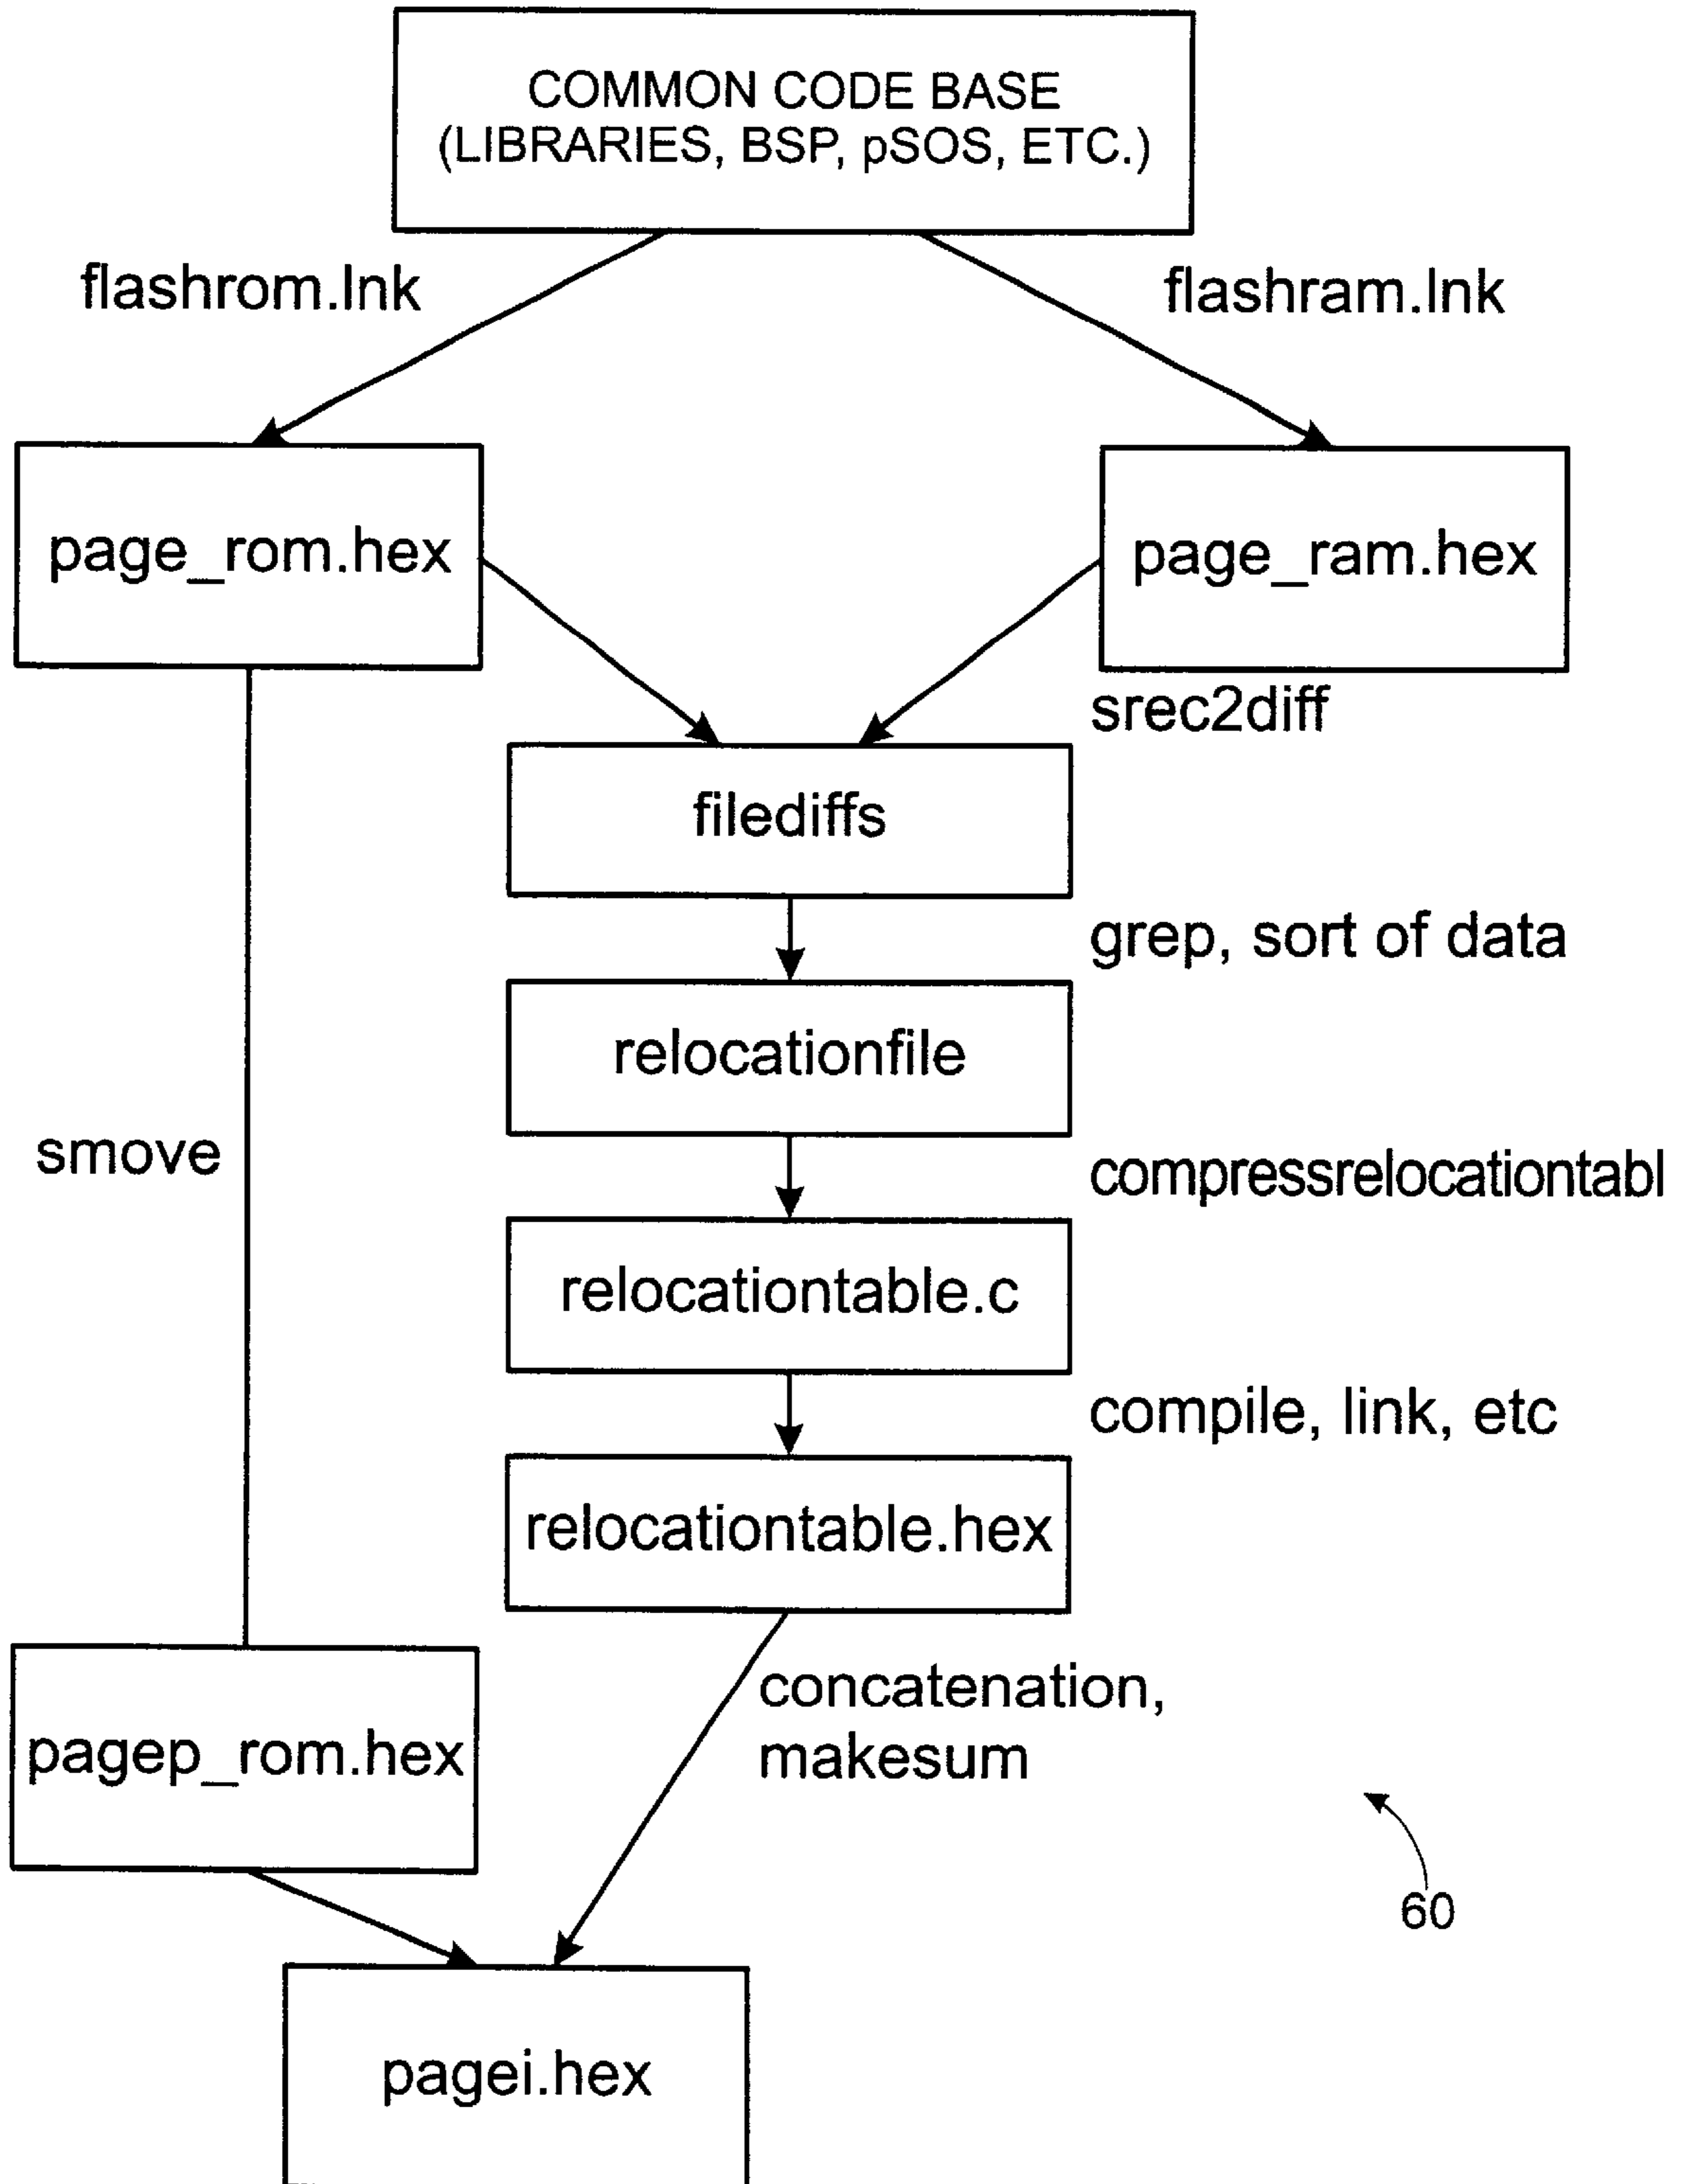 COMMON CODE BASE
(LIBRARIES, BSP, pSOS, ETC.)
flashrom.lnk
flashram.lnk
page_rom.hex
page_ram.hex
srec2diff
filediffs
grep, sort of data
relocationfile
smove
compressrelocationtabl
relocationtable.c
compile, link, etc
relocationtable.hex
concatenation,
makesum
pagep_rom.hex
60
pagei.hex